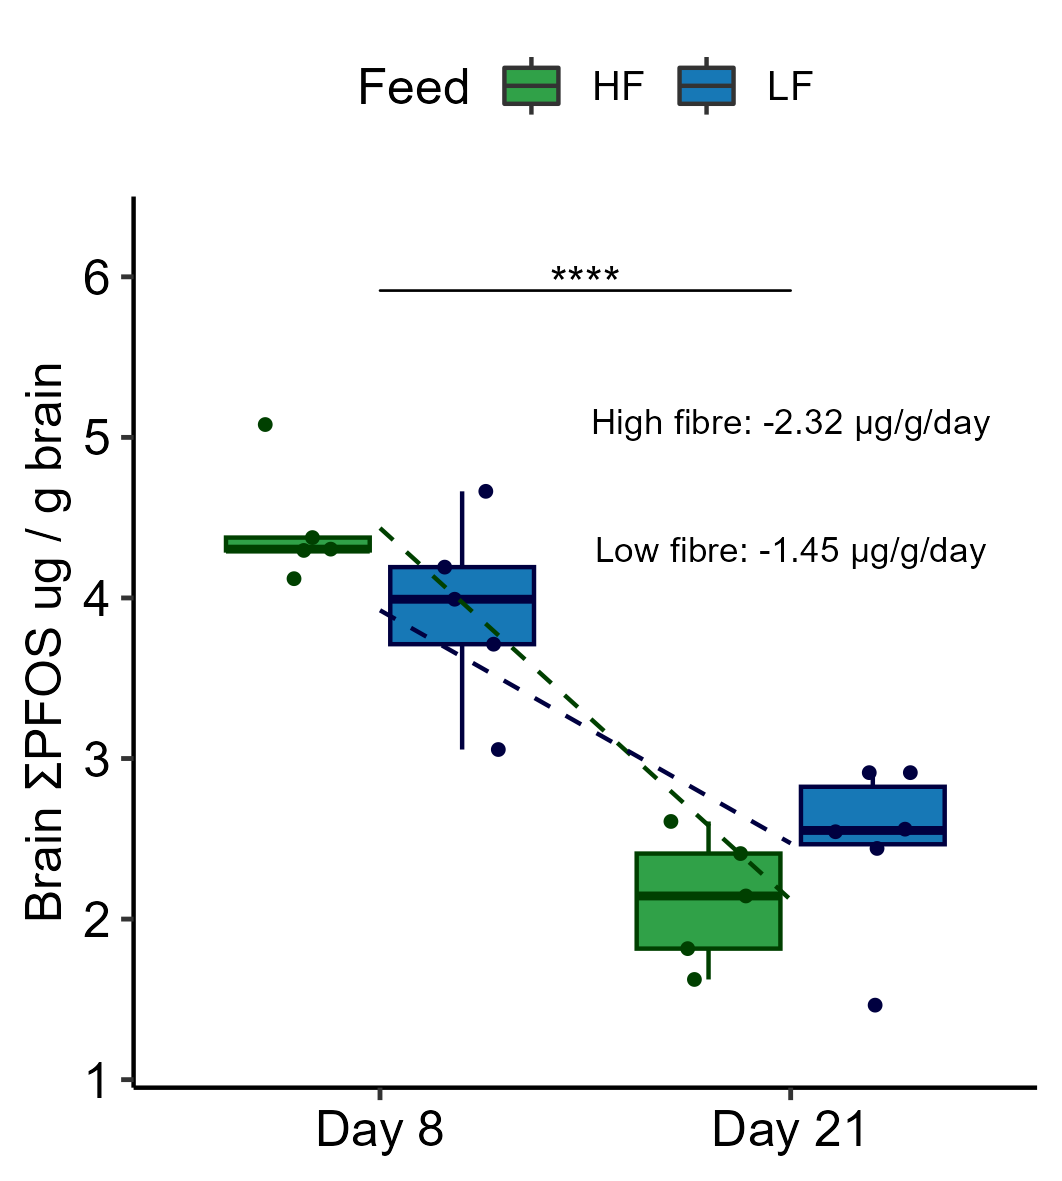 Feed HF LF
****
High fibre: -2.32 µg/g/day
Low fibre: -1.45 µg/g/day
Brain ΣPFOS ug / g brain
6
5
4
3
2
1
Day 8 Day 21